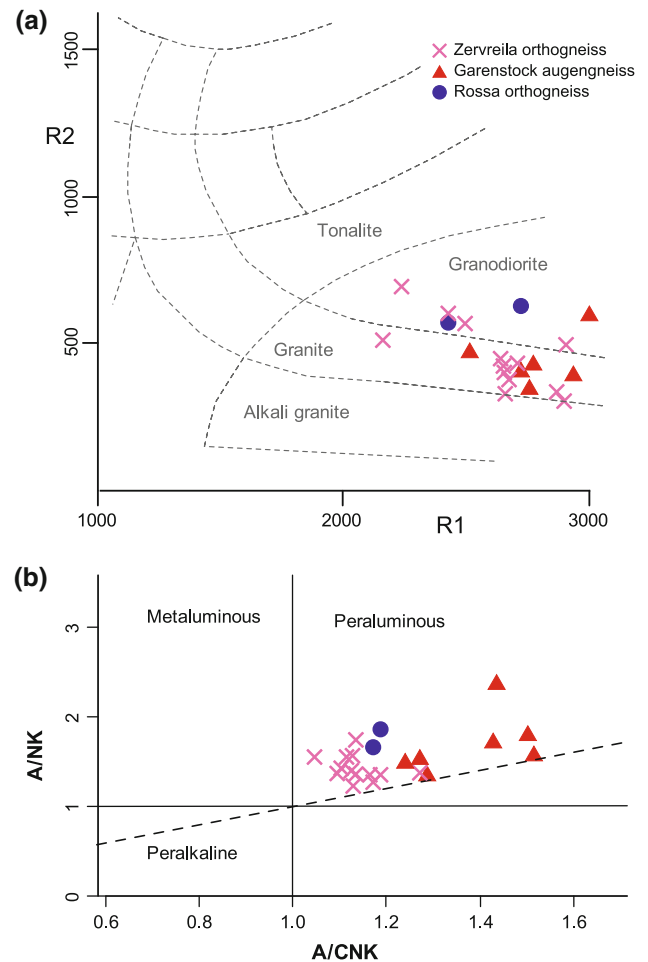 (a)
1500
Zervreila orthogneiss
Garenstock augengneiss
Rossa orthogneiss
R2
1000
Tonalite
Granodiorite
500
Granite
Alkali granite
1000
2000
R1
3000
(b)
Metaluminous
Peraluminous
3
A/NK
2
1
Peralkaline
0
0.6
0.8
1.0
1.2
1.4
1.6
A/CNK